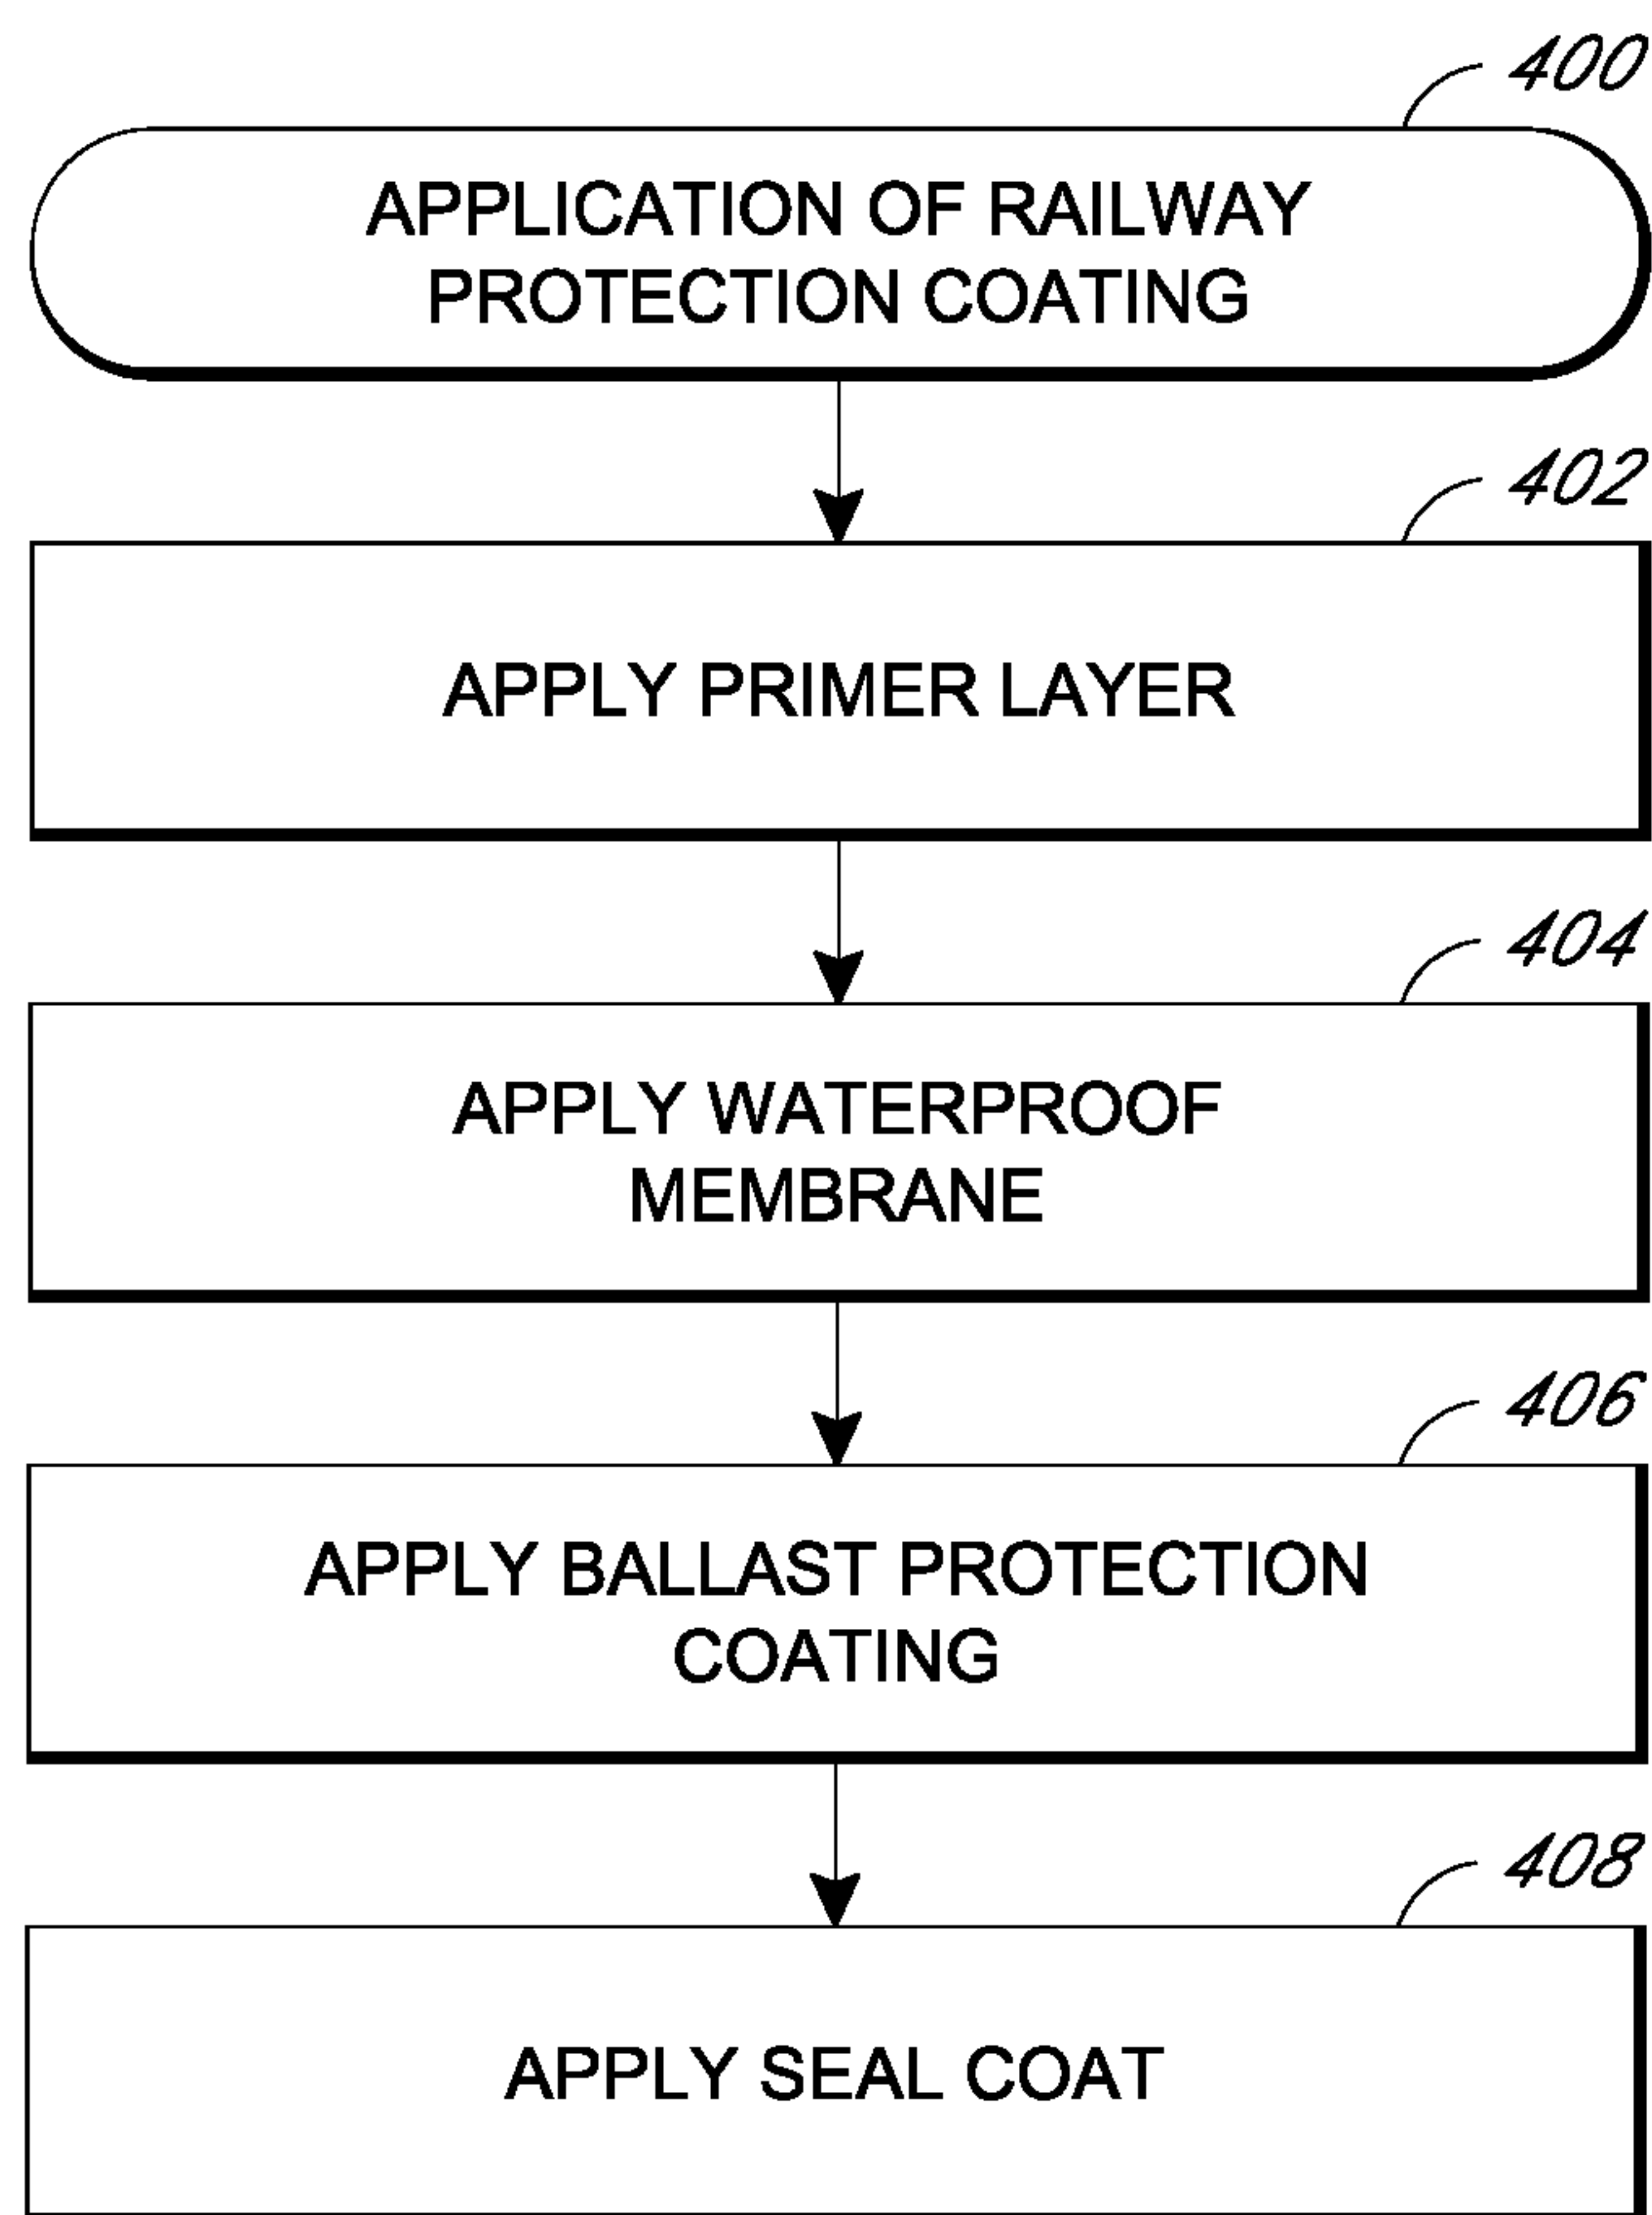 400
APPLICATION OF RAILWAY
PROTECTION COATING
402
APPLY PRIMER LAYER
404
APPLY WATERPROOF
MEMBRANE
406
APPLY BALLAST PROTECTION
COATING
408
APPLY SEAL COAT